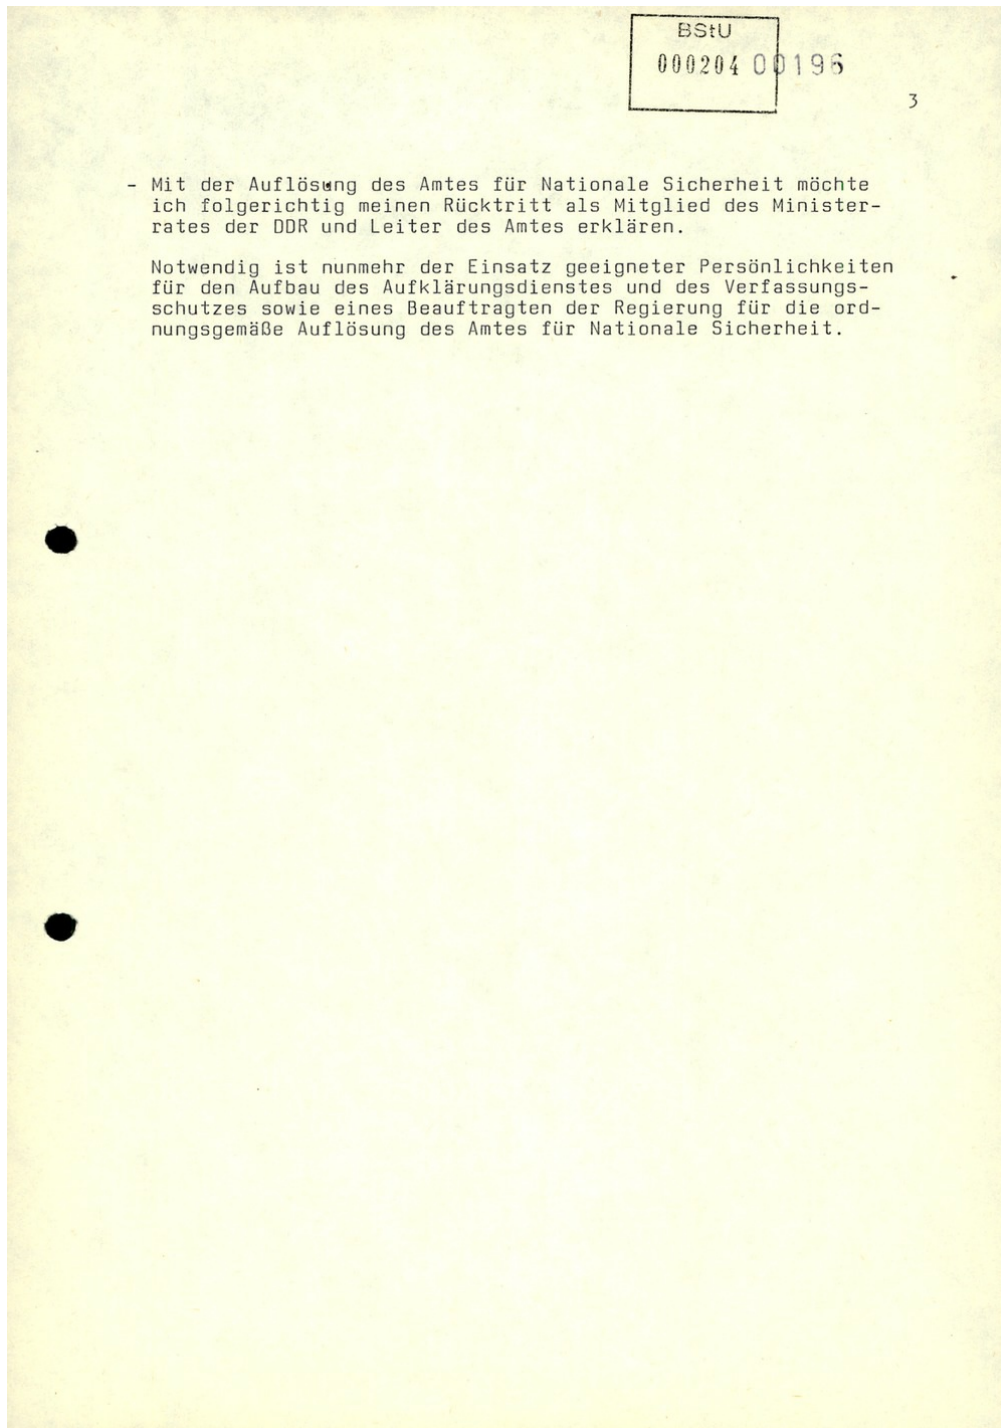 BStU
000204 00196
3
- Mit der Auflösung des Amtes für Nationale Sicherheit möchte
ich folgerichtig meinen Rücktritt als Mitglied des Minister-
rates der DDR und Leiter des Amtes erklären.
Notwendig ist nunmehr der Einsatz geeigneter Persönlichkeiten
für den Aufbau des Aufklärungsdienstes und des Verfassungs-
schutzes sowie eines Beauftragten der Regierung für die ord-
nungsgemäße Auflösung des Amtes für Nationale Sicherheit.